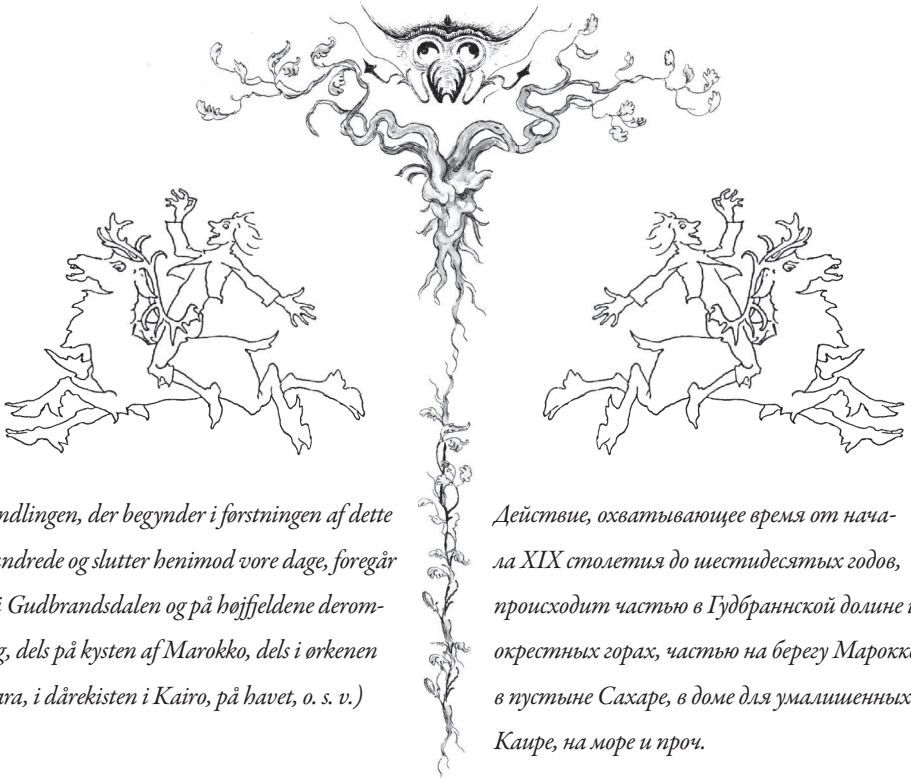 ndlingen, der begynder i førstningen af dette
ndrede og slutter henimod vore dage, foregår
i Gudbrandsdalen og på højfjeldene derom-
g, dels på kysten af Marokko, dels i ørkenen
ara, i dårekisten i Kairo, på havet, o. s. v.)
Действие, охватывающее время от нача-
ла XIX столетия до шестидесятых годов,
происходит частью в Гудбраннской долине
окрестных горах, частью на берегу Марокко
в пустыне Сахаре, в доме для умалишенных
Каире, на море и проч.